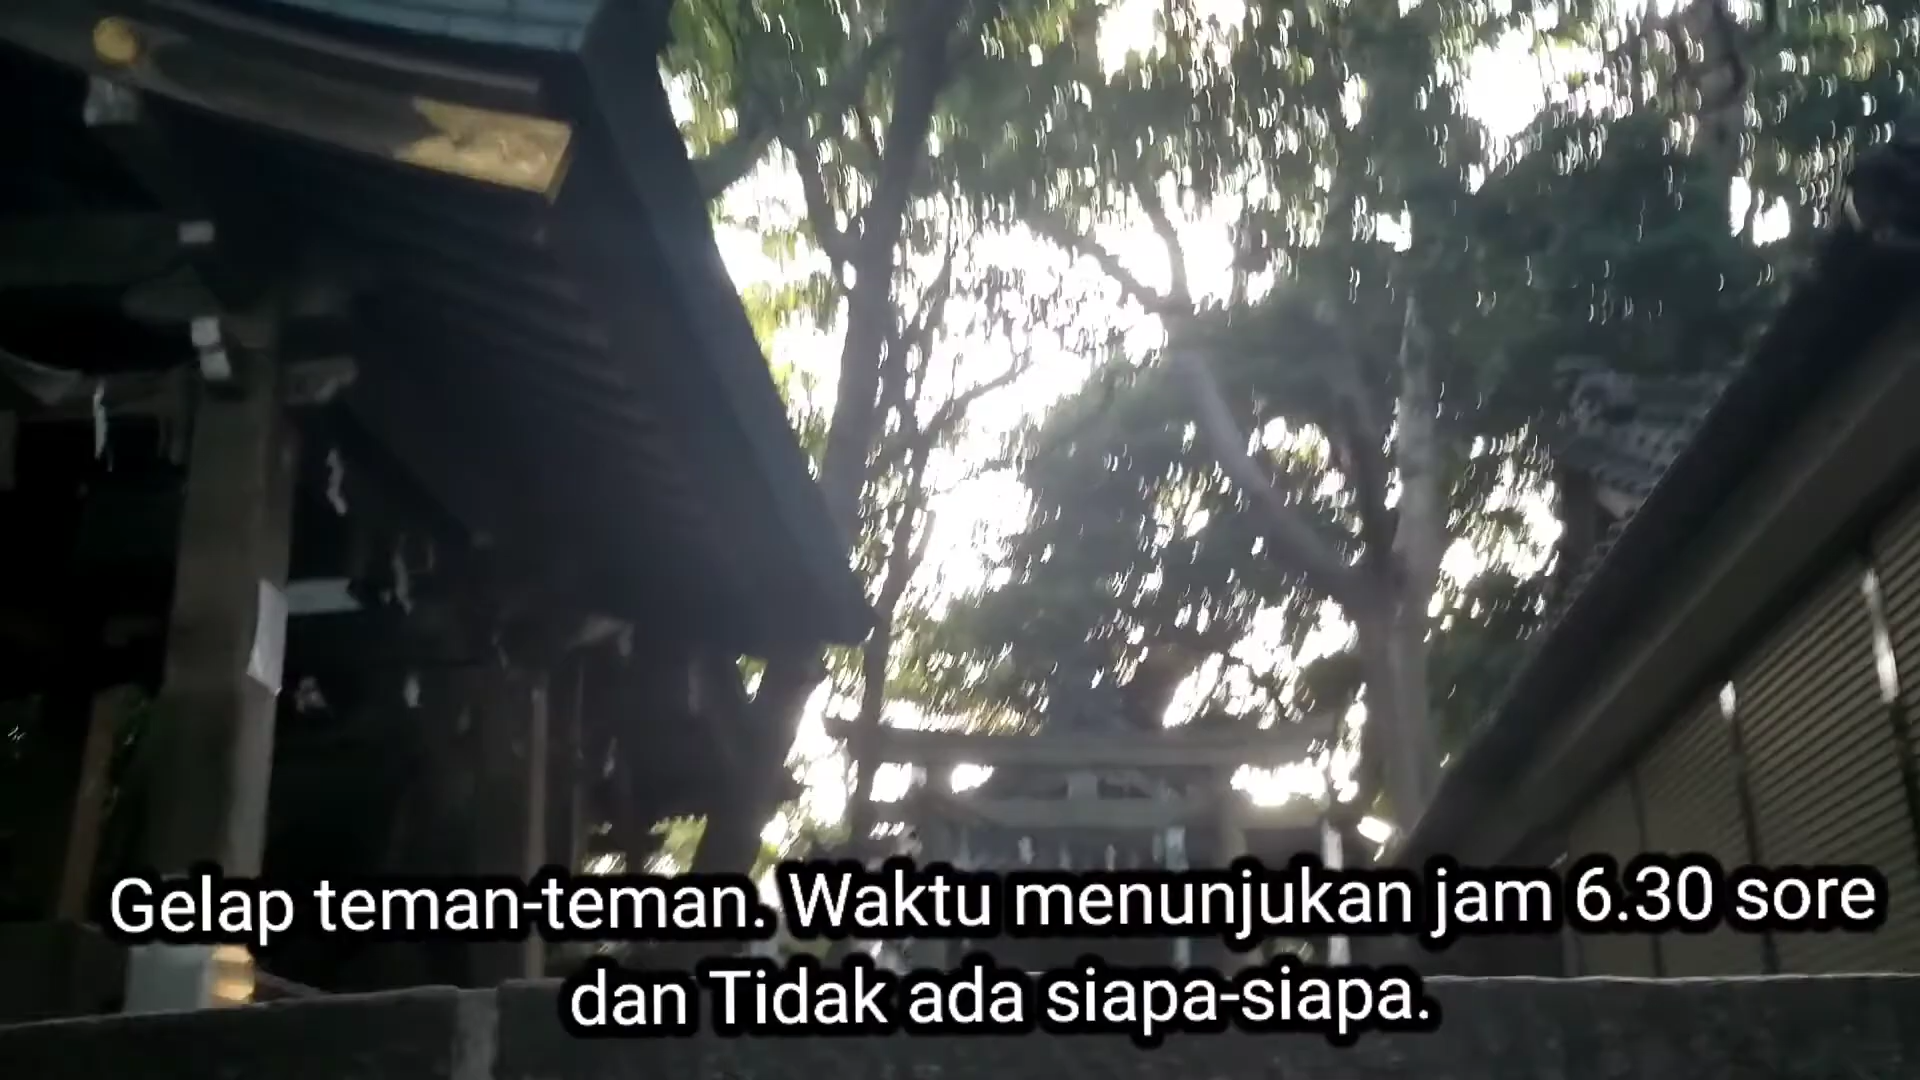 Gelap teman-teman. Waktu menunjukan jam 6.30 sore
dan Tidak ada siapa-siapa.